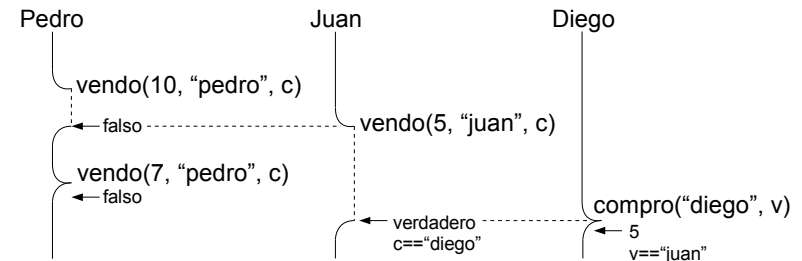 Pedro
Juan
Diego
vendo(10, “pedro”, c)
falso
vendo(5, “juan”, c)
vendo(7, “pedro”, c)
falso
compro(“diego”, v)
verdadero
c==“diego”
5
v==“juan”